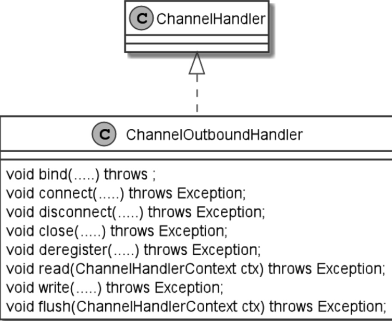 C ChannelHandler
C ChannelOutboundHandler
void bind(.....) throws ;
void connect(.....) throws Exception;
void disconnect(.....) throws Exception;
void close(.....) throws Exception;
void deregister(.....) throws Exception;
void read(ChannelHandlerContext ctx) throws Exception;
void write(.....) throws Exception;
void flush(ChannelHandlerContext ctx) throws Exception;